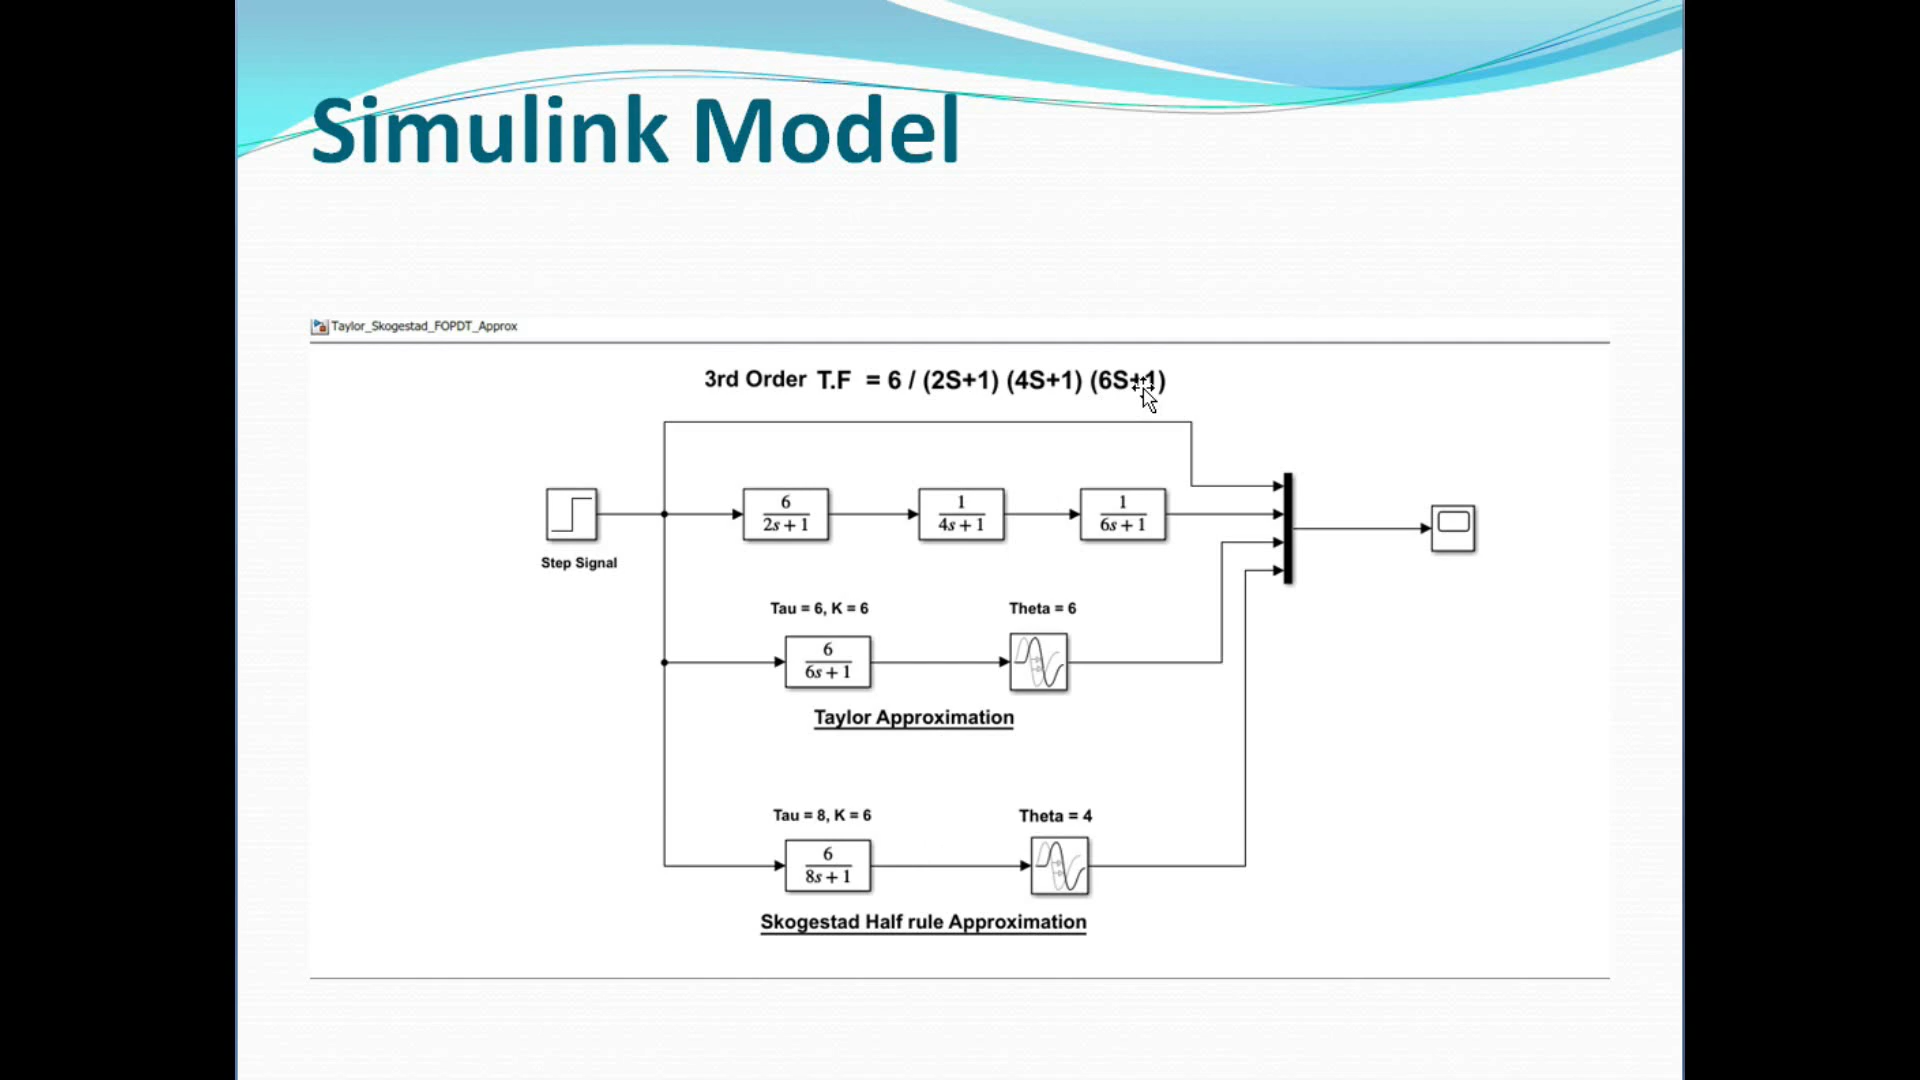 Simulink Model
Taylor_Skogestad_FOPDT_Approx
3rd Order T.F = 6 / (2S+1) (4S+1) (6S+1)
6
2s + 1
1
4s + 1
1
6s + 1
Step Signal
Tau = 6, K = 6
Theta = 6
6
6s + 1
Taylor Approximation
Tau = 8, K = 6
Theta = 4
6
8s + 1
Skogestad Half rule Approximation